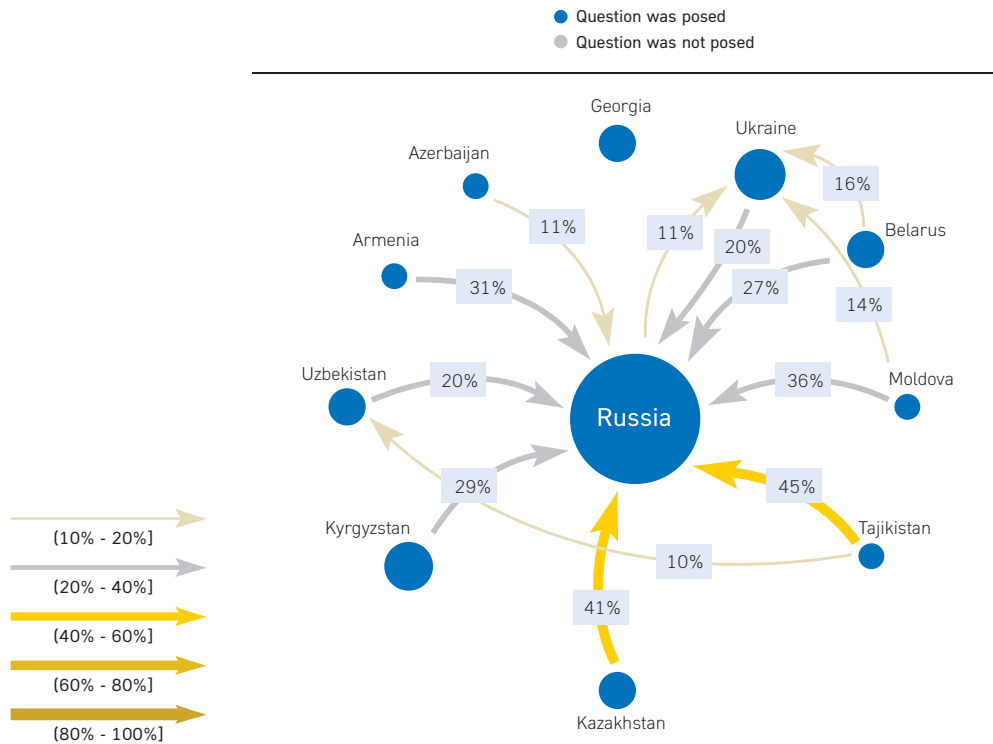 Question was posed
Question was not posed
Georgia
Ukraine
Azerbaijan
16%
11%
11%
Belarus
Armenia
20%
31%
27%
14%
Uzbekistan
20%
36%
Moldova
Russia
29%
45%
(10% - 20%]
Kyrgyzstan
Tajikistan
10%
(20% - 40%]
41%
(40% - 60%]
(60% - 80%]
Kazakhstan
(80% - 100%]